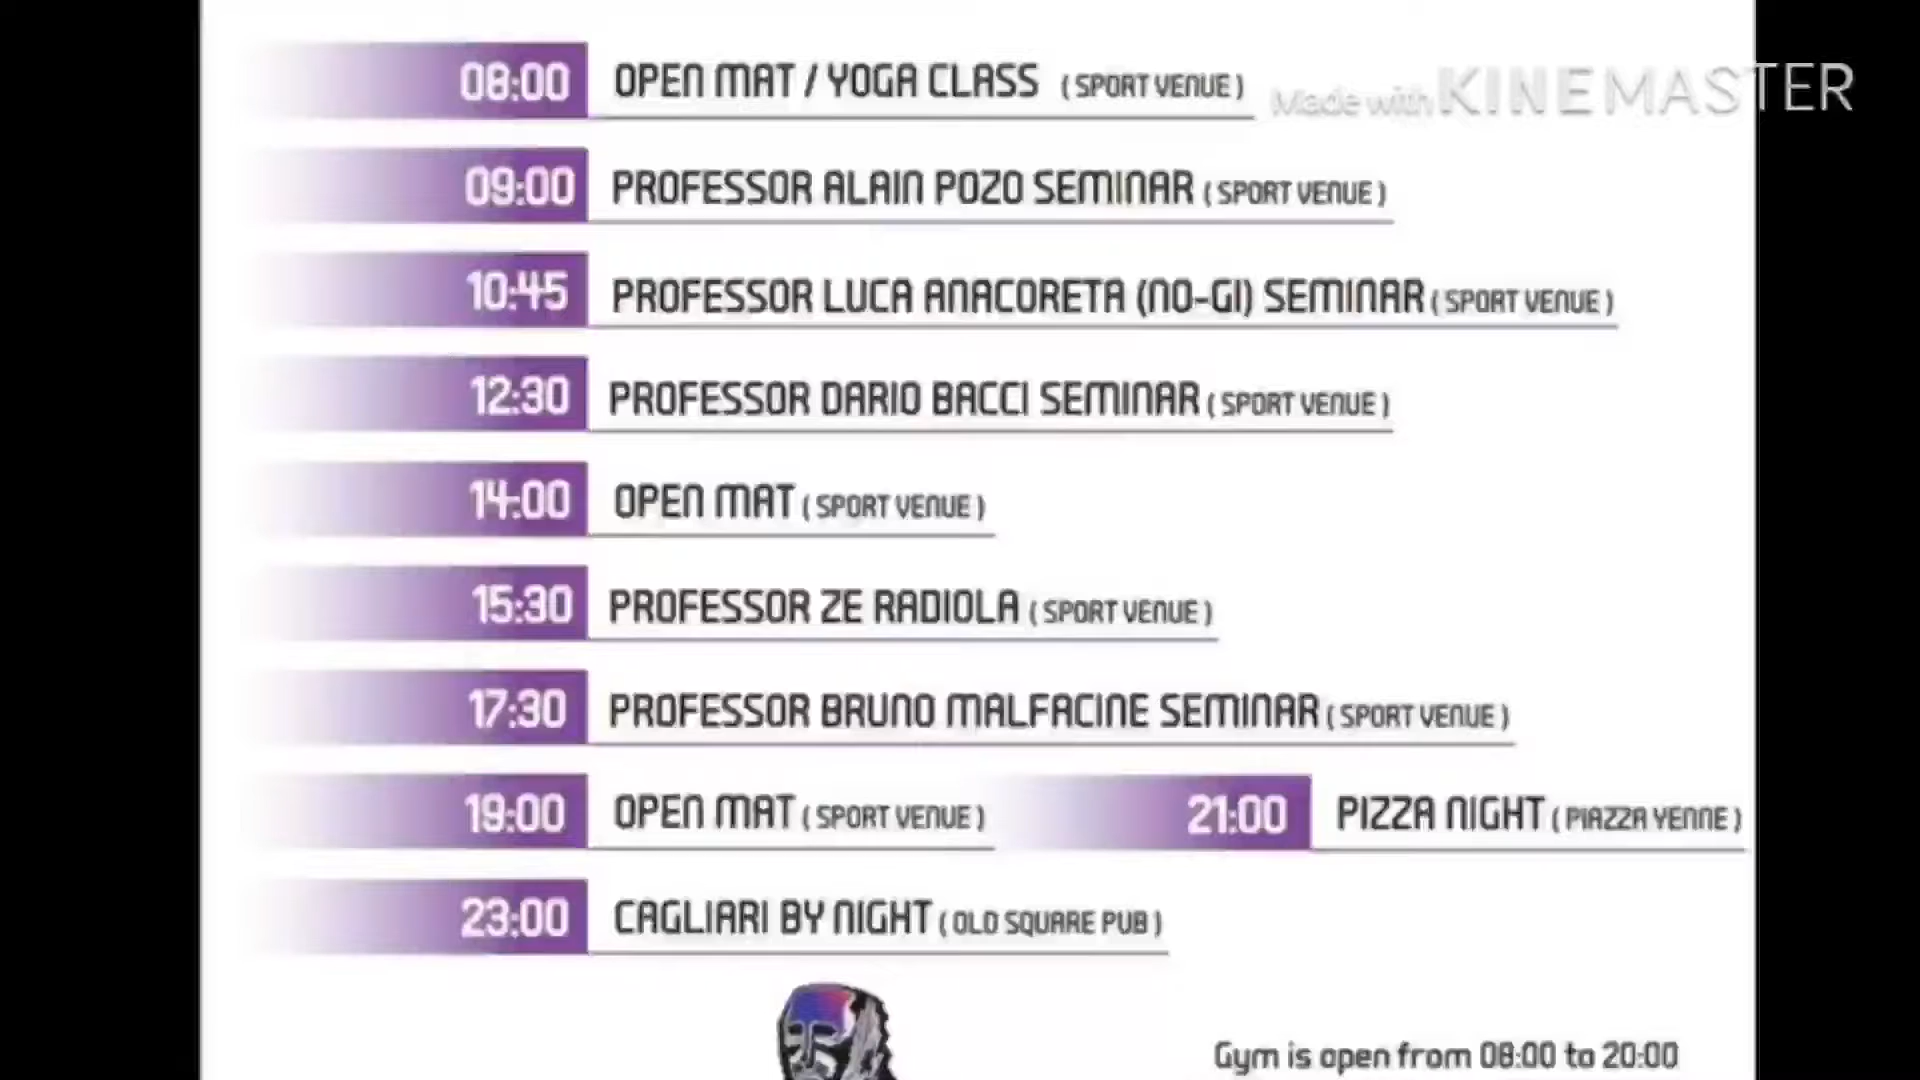 08:00 OPEN MAT / YOGA CLASS ( SPORT VENUE )
Made with KINEMASTER
09:00 PROFESSOR ALAIN POZO SEMINAR ( SPORT VENUE )
10:45 PROFESSOR LUCA ANACORETA (NO-GI) SEMINAR ( SPORT VENUE )
12:30 PROFESSOR DARIO BACCI SEMINAR ( SPORT VENUE )
14:00 OPEN MAT ( SPORT VENUE )
15:30 PROFESSOR ZE RADIOLA ( SPORT VENUE )
17:30 PROFESSOR BRUNO MALFACINE SEMINAR ( SPORT VENUE )
19:00 OPEN MAT ( SPORT VENUE ) 21:00 PIZZA NIGHT ( PIAZZA YENNE )
23:00 CAGLIARI BY NIGHT ( OLD SQUARE PUB )
Gym is open from 08:00 to 20:00